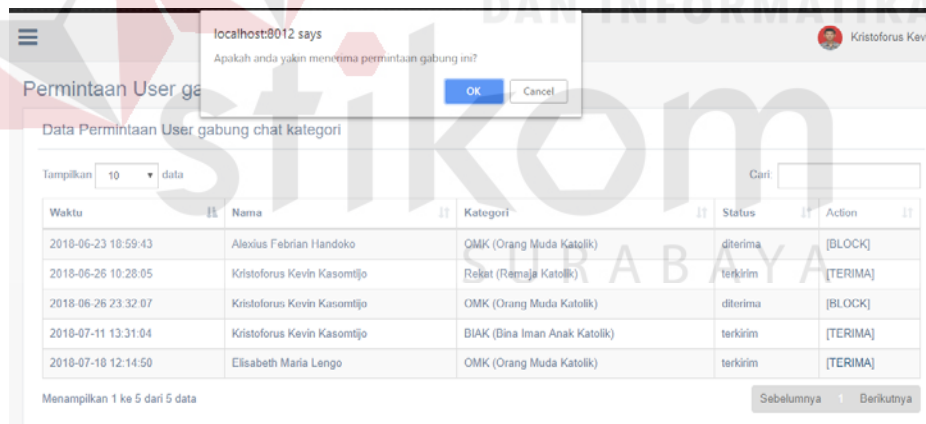 DAN INFORMATIKA
stikom
SURABAYA
localhost:8012 says
Apakah anda yakin menerima permintaan gabung ini?
OK Cancel
Kristoforus Kev
Permintaan User ga
Data Permintaan User gabung chat kategori
Tampilkan 10 data
Cari:
Waktu Nama Kategori Status Action
2018-06-23 18:59:43 Alexius Febrian Handoko OMK (Orang Muda Katolik) diterima [BLOCK]
2018-06-26 10:28:05 Kristoforus Kevin Kasomtijo Rekat (Remaja Katolik) terkirim [TERIMA]
2018-06-26 23:32:07 Kristoforus Kevin Kasomtijo OMK (Orang Muda Katolik) diterima [BLOCK]
2018-07-11 13:31:04 Kristoforus Kevin Kasomtijo BIAK (Bina Iman Anak Katolik) terkirim [TERIMA]
2018-07-18 12:14:50 Elisabeth Maria Lengo OMK (Orang Muda Katolik) terkirim [TERIMA]
Menampilkan 1 ke 5 dari 5 data
Sebelumnya 1 Berikutnya